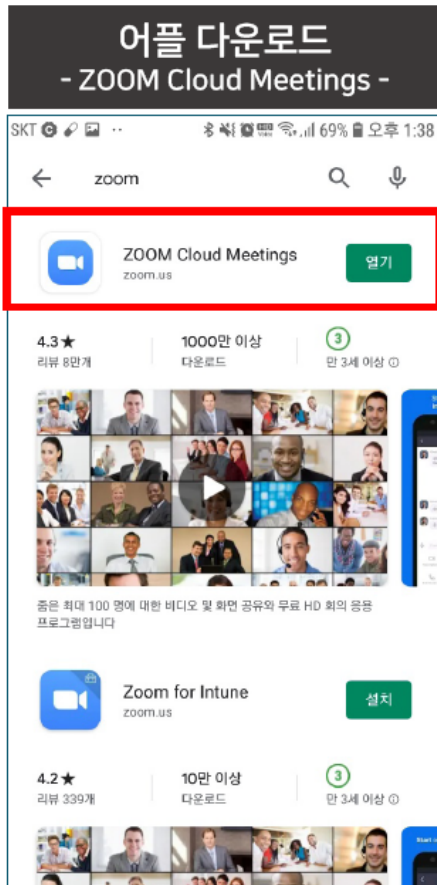 어플 다운로드
- ZOOM Cloud Meetings -
SKT 69% 오후 1:38
zoom
ZOOM Cloud Meetings
zoom.us
열기
4.3★ 1000만 이상 3
리뷰 8만개 다운로드 만 3세 이상
줌은 최대 100 명에 대한 비디오 및 화면 공유와 무료 HD 회의 응용
프로그램입니다
Zoom for Intune
zoom.us
설치
4.2★ 10만 이상 3
리뷰 339개 다운로드 만 3세 이상